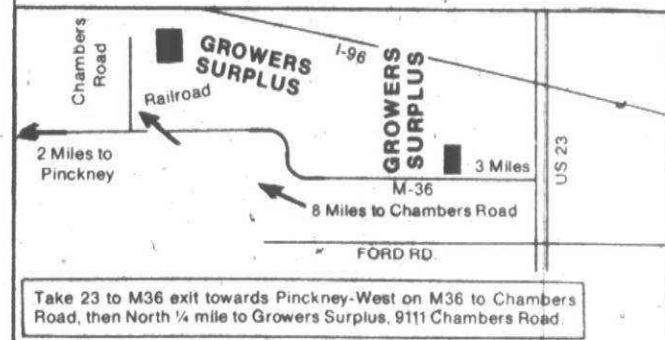 Chambers
Road
GROWERS
SURPLUS
Railroad
2 Miles to
Pinckney
I-96
GROWERS
SURPLUS
3 Miles
M-36
US 23
8 Miles to Chambers Road
FORD RD.
Take 23 to M36 exit towards Pinckney-West on M36 to Chambers
Road, then North ¼ mile to Growers Surplus, 9111 Chambers Road.